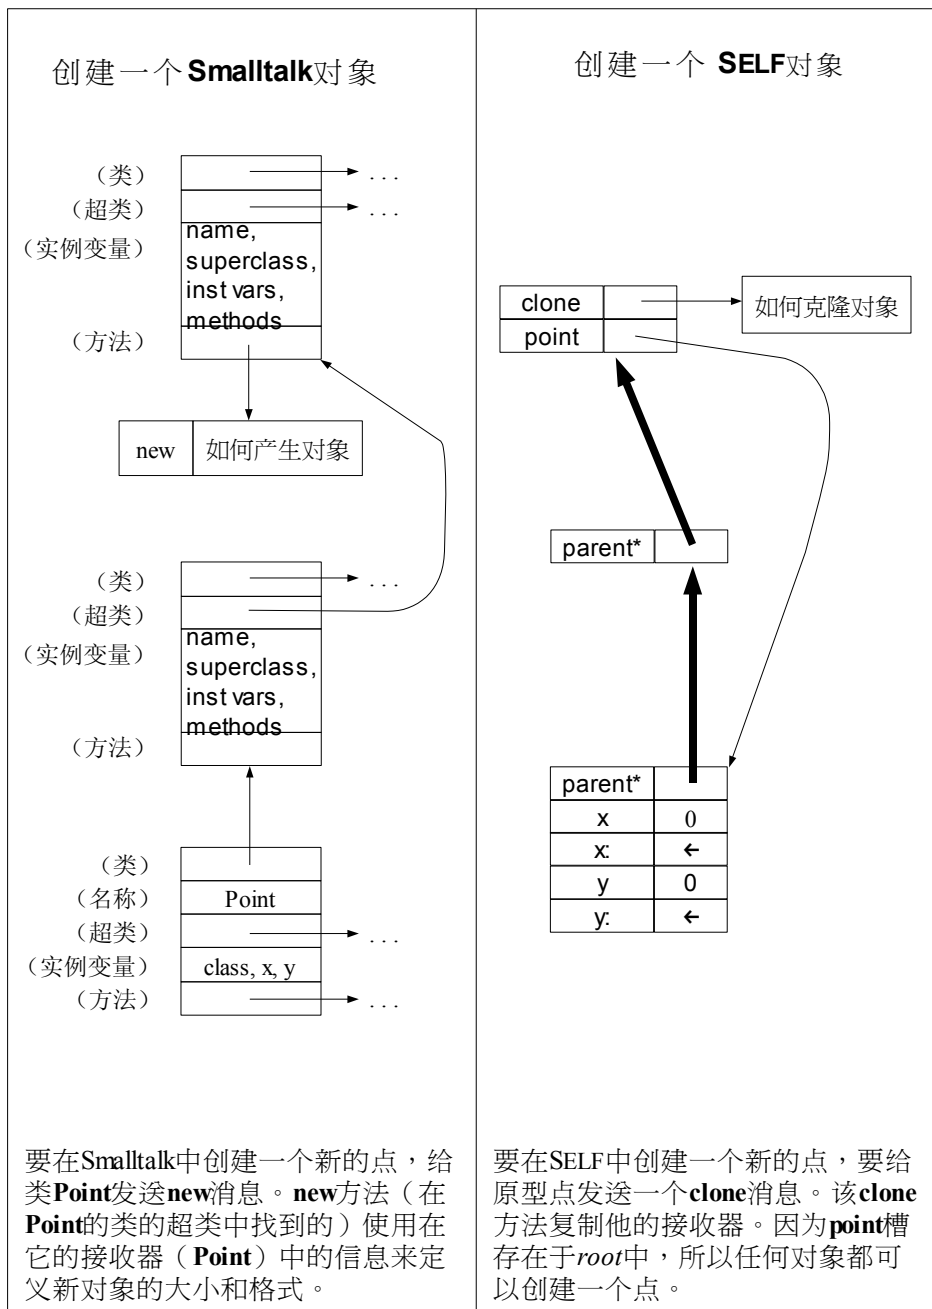 创建一个Smalltalk对象
(类)
...
(超类)
...
(实例变量)
name,
superclass,
inst vars,
methods
(方法)
new 如何产生对象
(类)
...
(超类)
(实例变量)
name,
superclass,
inst vars,
methods
(方法)
(类)
(名称) Point
(超类)
...
(实例变量) class, x, y
(方法)
...
要在Smalltalk中创建一个新的点，给
类Point发送new消息。new方法（在
Point的类的超类中找到的）使用在
它的接收器（Point）中的信息来定
义新对象的大小和格式。
创建一个 SELF对象
clone
如何克隆对象
point
parent*
parent*
x 0
x: ←
y 0
y: ←
要在SELF中创建一个新的点，要给
原型点发送一个clone消息。该clone
方法复制他的接收器。因为point槽
存在于root中，所以任何对象都可
以创建一个点。